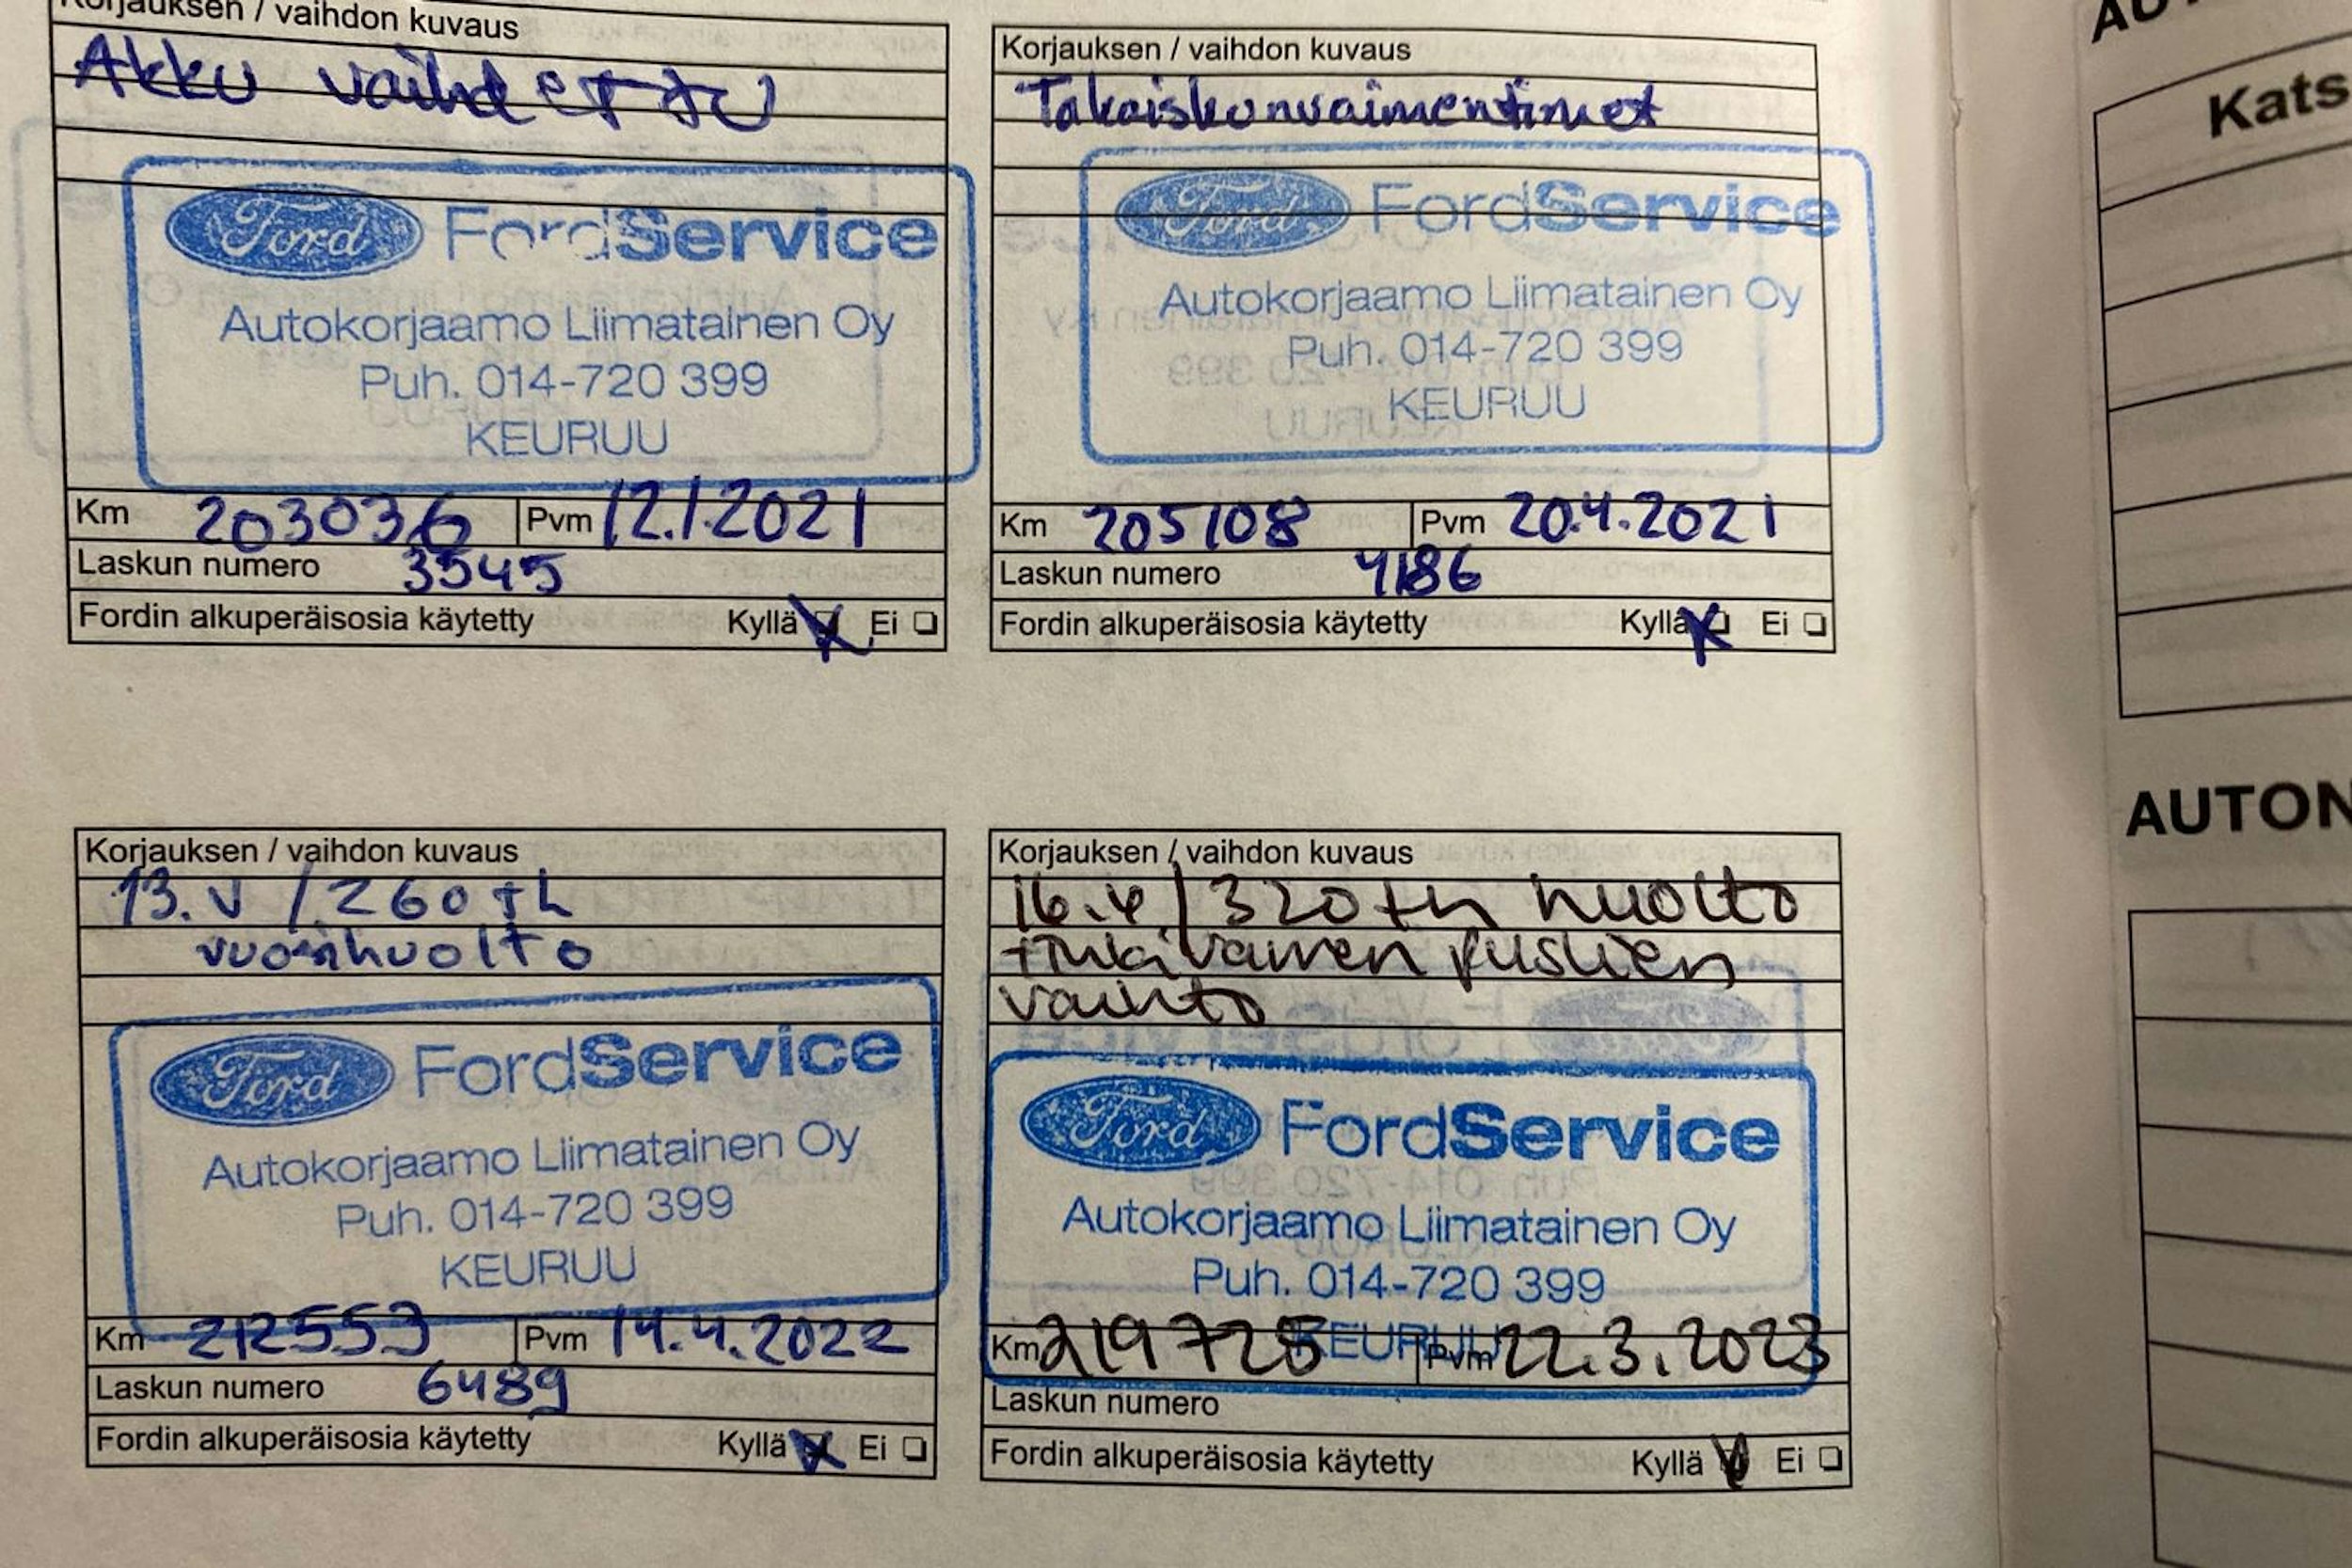 Korjauksen / vaihdon kuvaus
Akku vaihdettu
Ford FordService
Autokorjaamo Liimatainen Oy
Puh. 014-720 399
KEURUU
Km 203036 Pvm 12.1.2021
Laskun numero 3545
Fordin alkuperäisosia käytetty Kyllä Ei
Korjauksen / vaihdon kuvaus
Takaiskunvaimentimet
Ford FordService
Autokorjaamo Liimatainen Oy
Puh. 014-720 399
KEURUU
Km 205108 Pvm 20.4.2021
Laskun numero 4186
Fordin alkuperäisosia käytetty Kyllä Ei
Korjauksen / vaihdon kuvaus
13.v / 260 th
vuosihuolto
Ford FordService
Autokorjaamo Liimatainen Oy
Puh. 014-720 399
KEURUU
Km 212553 Pvm 14.4.2022
Laskun numero 6489
Fordin alkuperäisosia käytetty Kyllä Ei
Korjauksen / vaihdon kuvaus
/320 th huolto
puslien
vaihto
Ford FordService
Autokorjaamo Liimatainen Oy
Puh. 014-720 399
KEURUU
Km 219725 Pvm 22.3.2023
Laskun numero
Fordin alkuperäisosia käytetty Kyllä Ei
Kats
AUTON